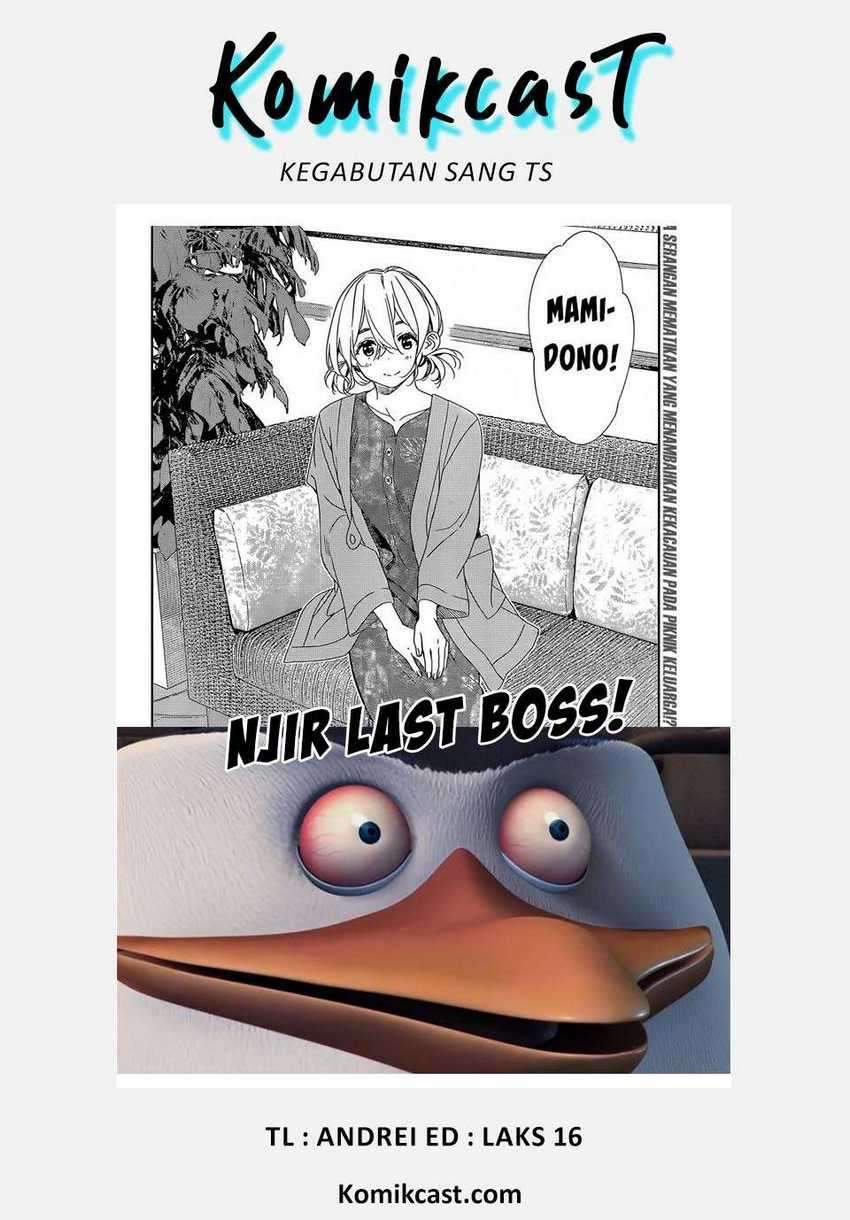 KomikcasT
KEGABUTAN SANG TS
MAMI-
DONO!
SERANGAN MEMATIKAN YANG MENAMBAHKAN KEKACAUAN PADA PIKNIK KELUARGA?
NJIR LAST BOSS!
TL : ANDREI ED : LAKS 16
Komikcast.com